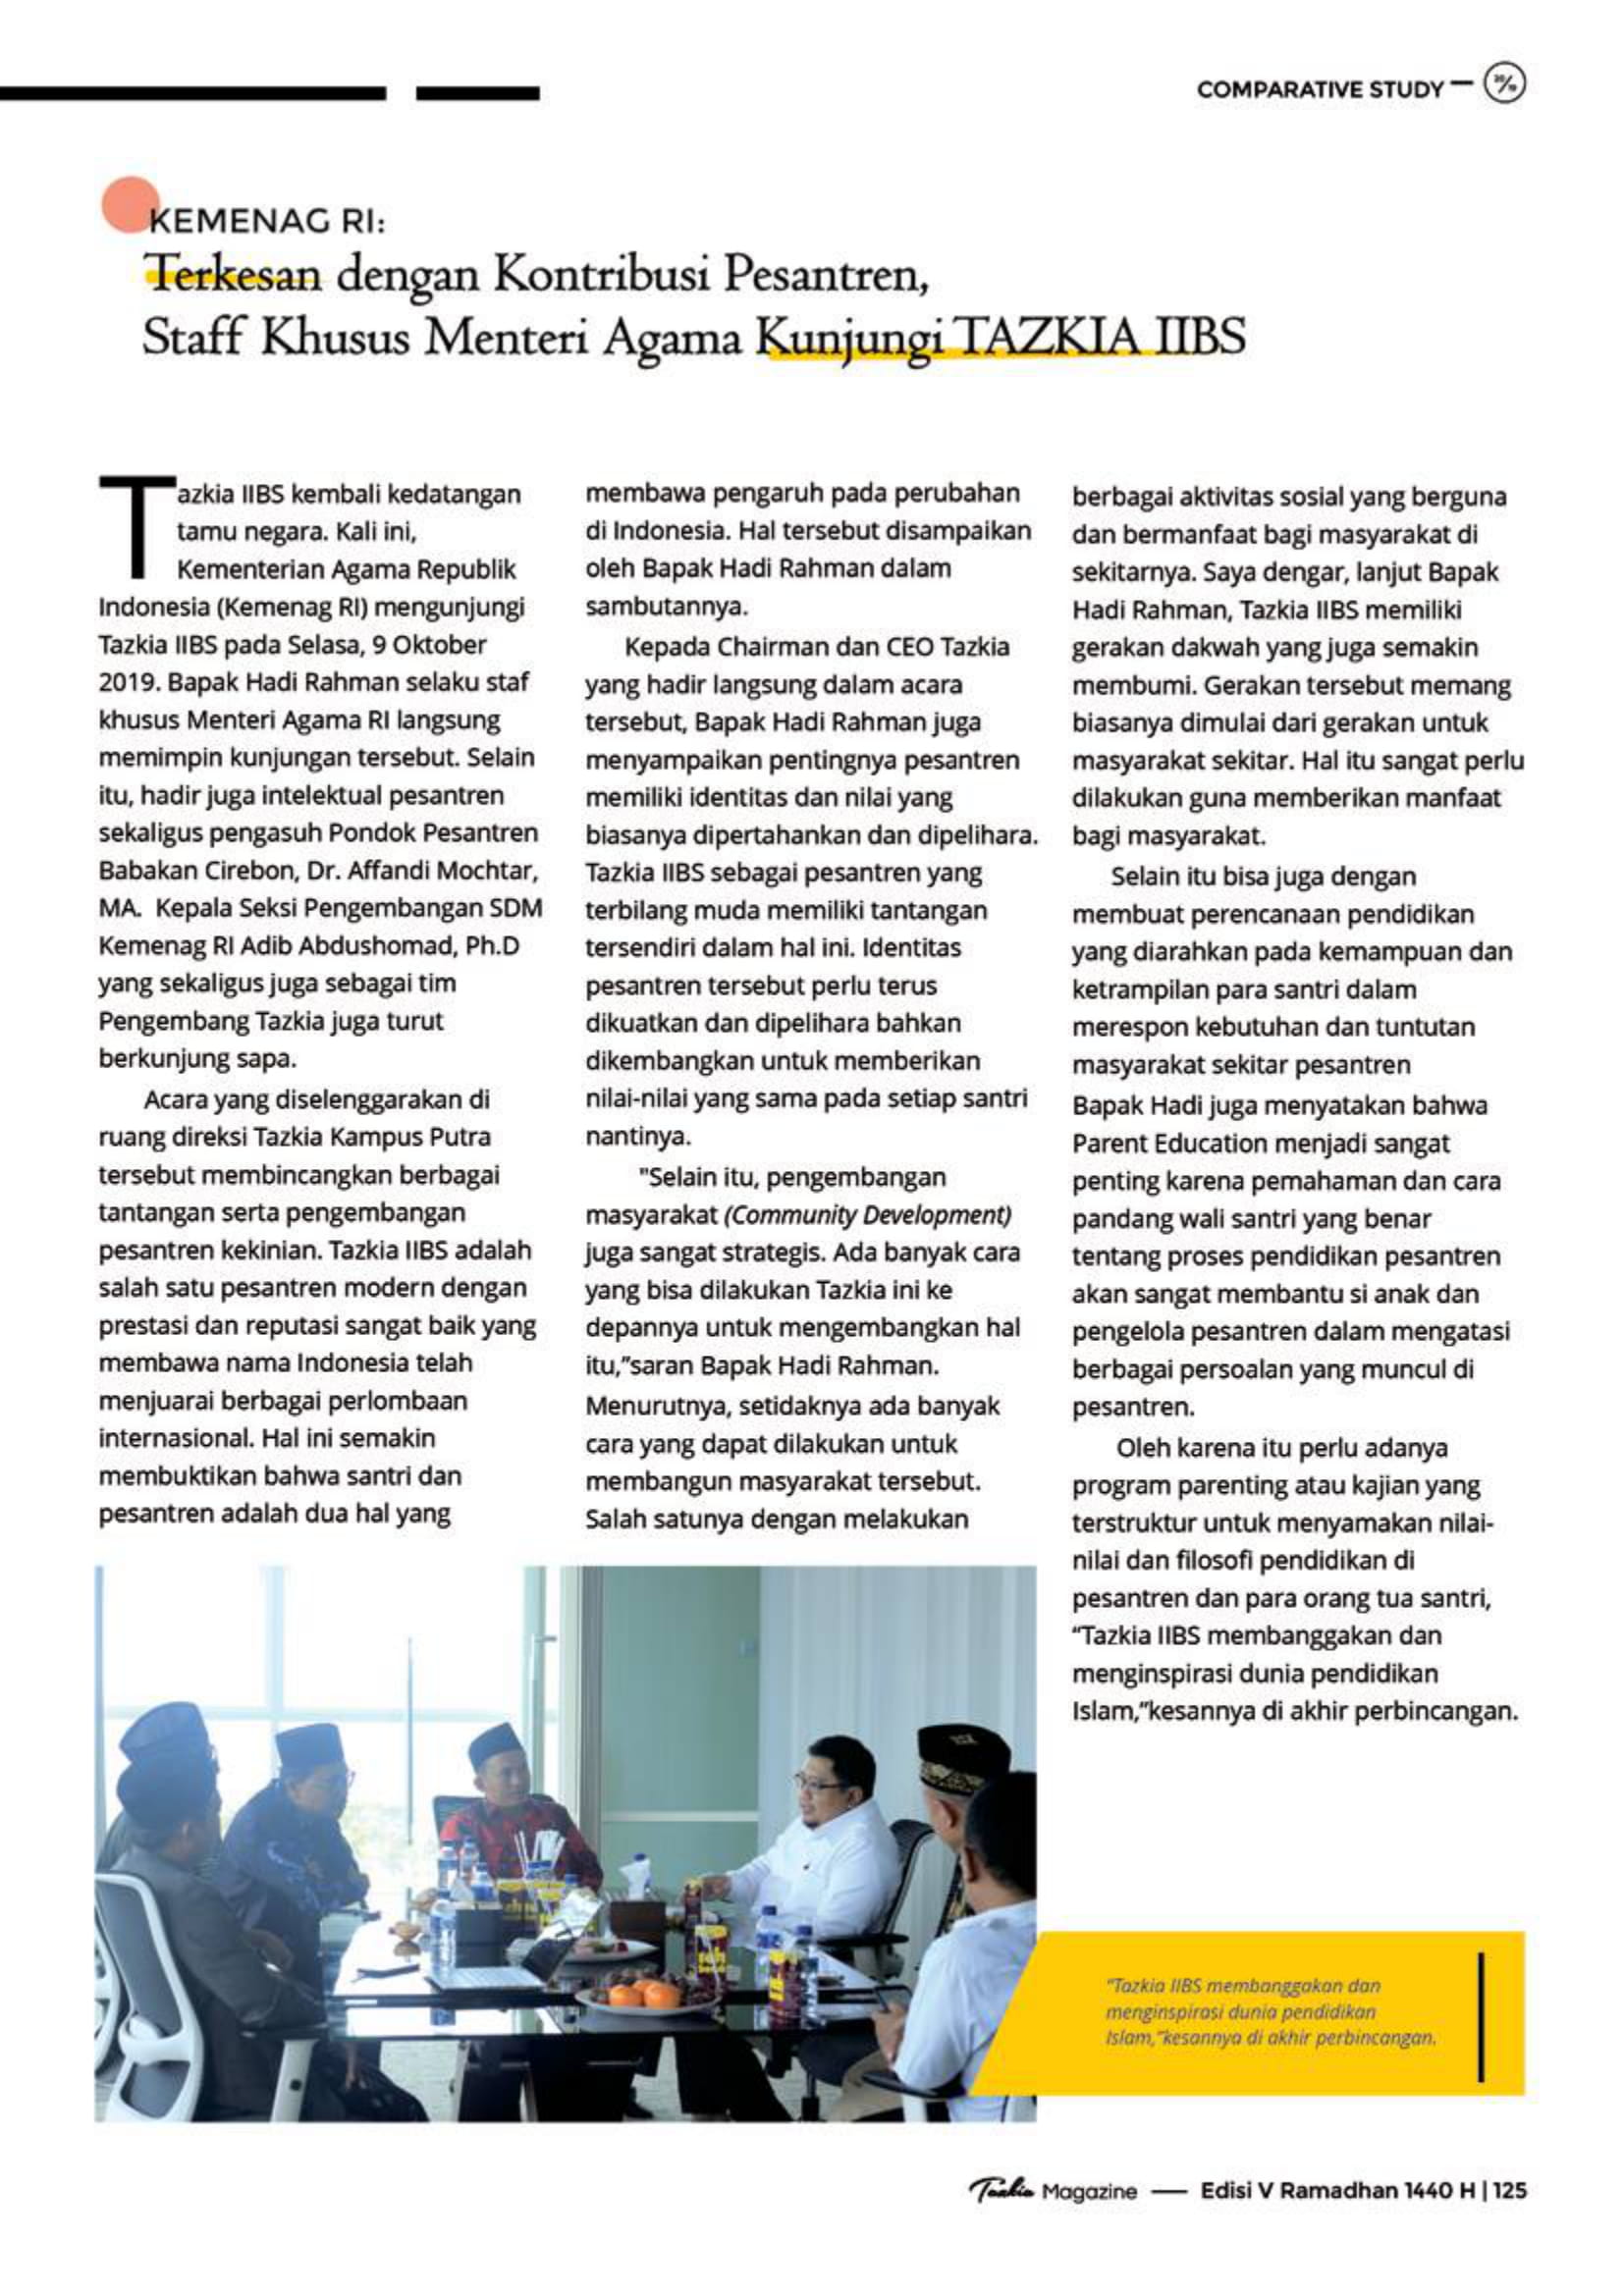 COMPARATIVE STUDY
KEMENAG RI:
Terkesan dengan Kontribusi Pesantren,
Staff Khusus Menteri Agama Kunjungi TAZKIA IIBS
Tazkia IIBS kembali kedatangan
tamu negara. Kali ini,
Kementerian Agama Republik
Indonesia (Kemenag RI) mengunjungi
Tazkia IIBS pada Selasa, 9 Oktober
2019. Bapak Hadi Rahman selaku staf
khusus Menteri Agama RI langsung
memimpin kunjungan tersebut. Selain
itu, hadir juga intelektual pesantren
sekaligus pengasuh Pondok Pesantren
Babakan Cirebon, Dr. Affandi Mochtar,
MA. Kepala Seksi Pengembangan SDM
Kemenag RI Adib Abdushomad, Ph.D
yang sekaligus juga sebagai tim
Pengembang Tazkia juga turut
berkunjung sapa.
Acara yang diselenggarakan di
ruang direksi Tazkia Kampus Putra
tersebut membincangkan berbagai
tantangan serta pengembangan
pesantren kekinian. Tazkia IIBS adalah
salah satu pesantren modern dengan
prestasi dan reputasi sangat baik yang
membawa nama Indonesia telah
menjuarai berbagai perlombaan
internasional. Hal ini semakin
membuktikan bahwa santri dan
pesantren adalah dua hal yang
membawa pengaruh pada perubahan
di Indonesia. Hal tersebut disampaikan
oleh Bapak Hadi Rahman dalam
sambutannya.
Kepada Chairman dan CEO Tazkia
yang hadir langsung dalam acara
tersebut, Bapak Hadi Rahman juga
menyampaikan pentingnya pesantren
memiliki identitas dan nilai yang
biasanya dipertahankan dan dipelihara.
Tazkia IIBS sebagai pesantren yang
terbilang muda memiliki tantangan
tersendiri dalam hal ini. Identitas
pesantren tersebut perlu terus
dikuatkan dan dipelihara bahkan
dikembangkan untuk memberikan
nilai-nilai yang sama pada setiap santri
nantinya.
"Selain itu, pengembangan
masyarakat (Community Development)
juga sangat strategis. Ada banyak cara
yang bisa dilakukan Tazkia ini ke
depannya untuk mengembangkan hal
itu,”saran Bapak Hadi Rahman.
Menurutnya, setidaknya ada banyak
cara yang dapat dilakukan untuk
membangun masyarakat tersebut.
Salah satunya dengan melakukan
berbagai aktivitas sosial yang berguna
dan bermanfaat bagi masyarakat di
sekitarnya. Saya dengar, lanjut Bapak
Hadi Rahman, Tazkia IIBS memiliki
gerakan dakwah yang juga semakin
membumi. Gerakan tersebut memang
biasanya dimulai dari gerakan untuk
masyarakat sekitar. Hal itu sangat perlu
dilakukan guna memberikan manfaat
bagi masyarakat.
Selain itu bisa juga dengan
membuat perencanaan pendidikan
yang diarahkan pada kemampuan dan
ketrampilan para santri dalam
merespon kebutuhan dan tuntutan
masyarakat sekitar pesantren
Bapak Hadi juga menyatakan bahwa
Parent Education menjadi sangat
penting karena pemahaman dan cara
pandang wali santri yang benar
tentang proses pendidikan pesantren
akan sangat membantu si anak dan
pengelola pesantren dalam mengatasi
berbagai persoalan yang muncul di
pesantren.
Oleh karena itu perlu adanya
program parenting atau kajian yang
terstruktur untuk menyamakan nilai-
nilai dan filosofi pendidikan di
pesantren dan para orang tua santri,
“Tazkia IIBS membanggakan dan
menginspirasi dunia pendidikan
Islam,”kesannya di akhir perbincangan.
“Tazkia IIBS membanggakan dan
menginspirasi dunia pendidikan
Islam,”kesannya di akhir perbincangan.
Tazkia Magazine — Edisi V Ramadhan 1440 H | 125